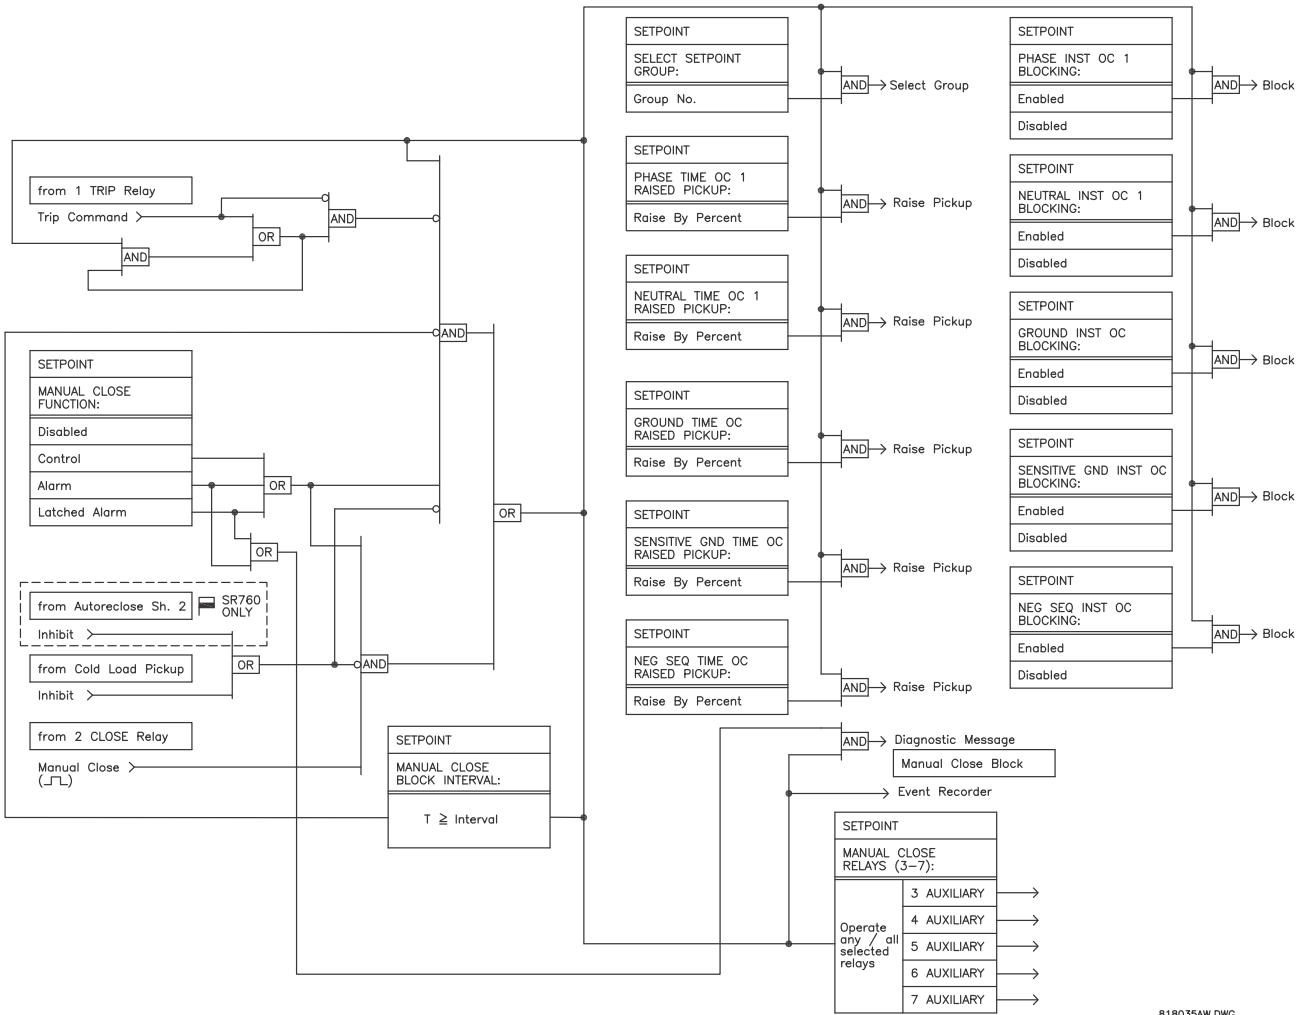 from 1 TRIP Relay
Trip Command
AND
OR
AND
AND
SETPOINT
MANUAL CLOSE
FUNCTION:
Disabled
Control
Alarm
Latched Alarm
OR
OR
OR
from Autoreclose Sh. 2
SR760
ONLY
Inhibit
from Cold Load Pickup
Inhibit
OR
AND
from 2 CLOSE Relay
Manual Close
( )
SETPOINT
MANUAL CLOSE
BLOCK INTERVAL:
T ≧ Interval
SETPOINT
SELECT SETPOINT
GROUP:
Group No.
AND
Select Group
SETPOINT
PHASE TIME OC 1
RAISED PICKUP:
Raise By Percent
AND
Raise Pickup
SETPOINT
NEUTRAL TIME OC 1
RAISED PICKUP:
Raise By Percent
AND
Raise Pickup
SETPOINT
GROUND TIME OC
RAISED PICKUP:
Raise By Percent
AND
Raise Pickup
SETPOINT
SENSITIVE GND TIME OC
RAISED PICKUP:
Raise By Percent
AND
Raise Pickup
SETPOINT
NEG SEQ TIME OC
RAISED PICKUP:
Raise By Percent
AND
Raise Pickup
AND
Diagnostic Message
Manual Close Block
Event Recorder
SETPOINT
MANUAL CLOSE
RELAYS (3-7):
Operate
any / all
selected
relays
3 AUXILIARY
4 AUXILIARY
5 AUXILIARY
6 AUXILIARY
7 AUXILIARY
SETPOINT
PHASE INST OC 1
BLOCKING:
Enabled
Disabled
AND
Block
SETPOINT
NEUTRAL INST OC 1
BLOCKING:
Enabled
Disabled
AND
Block
SETPOINT
GROUND INST OC
BLOCKING:
Enabled
Disabled
AND
Block
SETPOINT
SENSITIVE GND INST OC
BLOCKING:
Enabled
Disabled
AND
Block
SETPOINT
NEG SEQ INST OC
BLOCKING:
Enabled
Disabled
AND
Block
818035AW.DWG